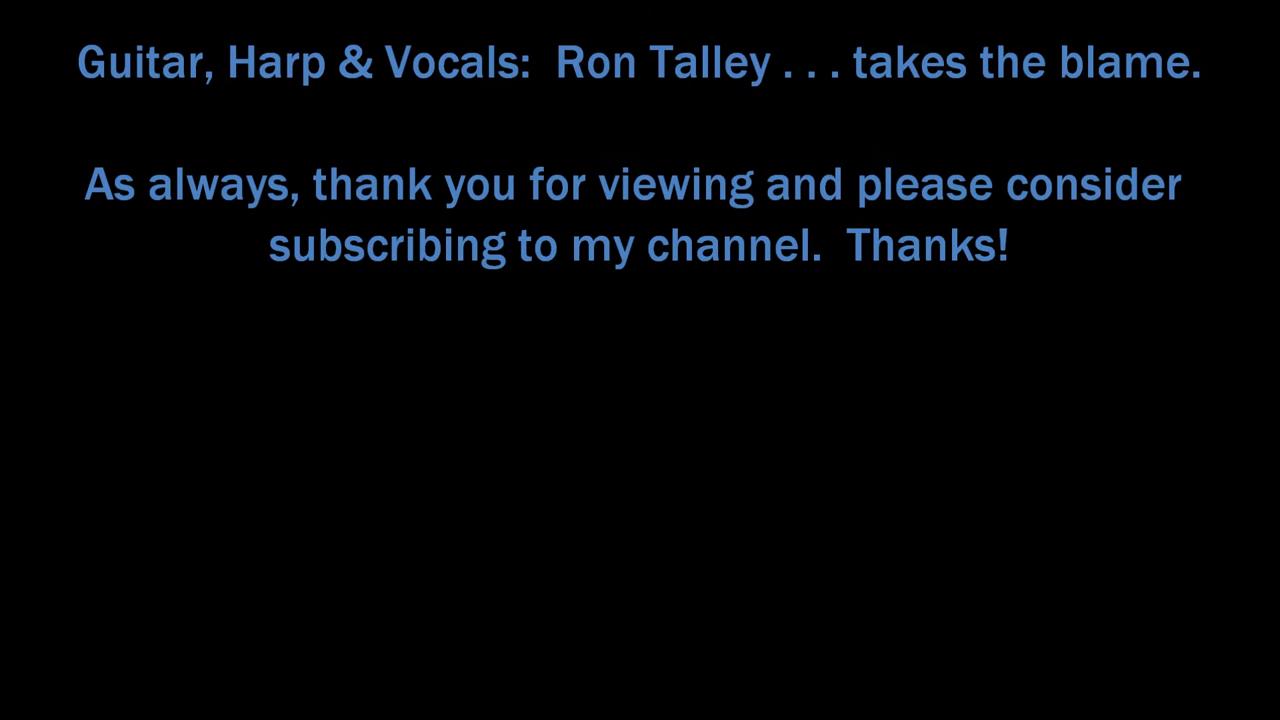 Guitar, Harp & Vocals:  Ron Talley . . . takes the blame.
As always, thank you for viewing and please consider
subscribing to my channel.  Thanks!